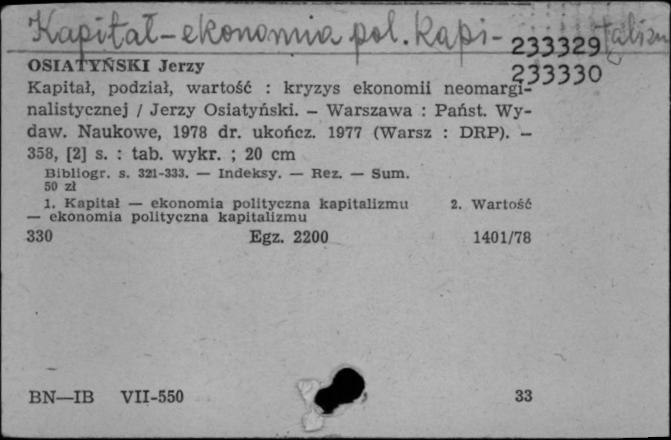 Kapitał – ekonomia pol. kapi-
talizmu
233329
233330
OSIATYŃSKI Jerzy
Kapitał, podział, wartość : kryzys ekonomii neomargi-
nalistycznej / Jerzy Osiatyński. — Warszawa : Państ. Wy-
daw. Naukowe, 1978 dr. ukończ. 1977 (Warsz : DRP). —
358, [2] s. : tab. wykr. ; 20 cm
Bibliogr. s. 321-333. — Indeksy. — Rez. — Sum.
50 zł
1. Kapitał — ekonomia polityczna kapitalizmu 2. Wartość
— ekonomia polityczna kapitalizmu
330 Egz. 2200 1401/78
BN—IB VII-550 33